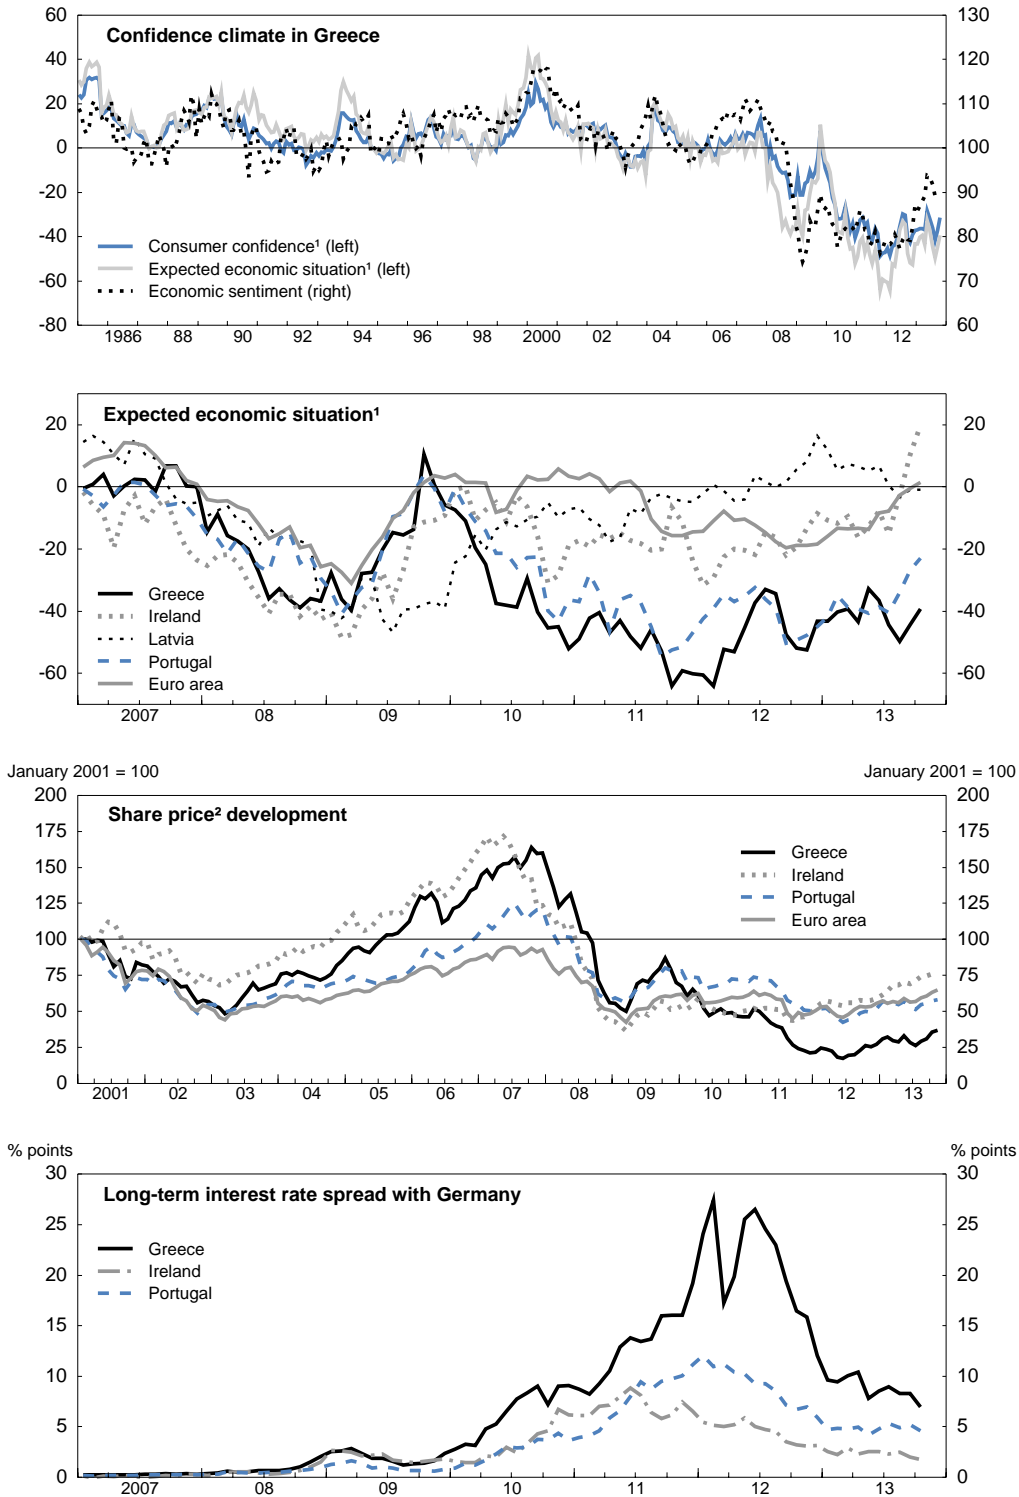 Confidence climate in Greece
60 130
40 120
20 110
0 100
-20 90
-40 80
-60 70
-80 60
Consumer confidence¹ (left)
Expected economic situation¹ (left)
Economic sentiment (right)
1986 88 90 92 94 96 98 2000 02 04 06 08 10 12
Expected economic situation¹
20 20
0 0
-20 -20
-40 -40
-60 -60
Greece
Ireland
Latvia
Portugal
Euro area
2007 08 09 10 11 12 13
January 2001 = 100 January 2001 = 100
Share price² development
200 200
175 175
150 150
125 125
100 100
75 75
50 50
25 25
0 0
Greece
Ireland
Portugal
Euro area
2001 02 03 04 05 06 07 08 09 10 11 12 13
% points % points
Long-term interest rate spread with Germany
30 30
25 25
20 20
15 15
10 10
5 5
0 0
Greece
Ireland
Portugal
2007 08 09 10 11 12 13